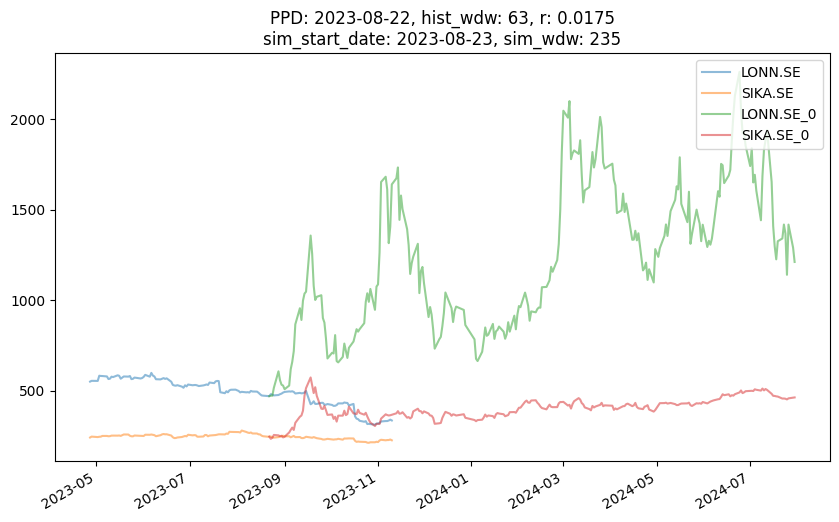 PPD: 2023-08-22, hist_wdw: 63, r: 0.0175
sim_start_date: 2023-08-23, sim_wdw: 235
LONN.SE
SIKA.SE
LONN.SE_0
SIKA.SE_0
2000
1500
1000
500
2023-05
2023-07
2023-09
2023-11
2024-01
2024-03
2024-05
2024-07